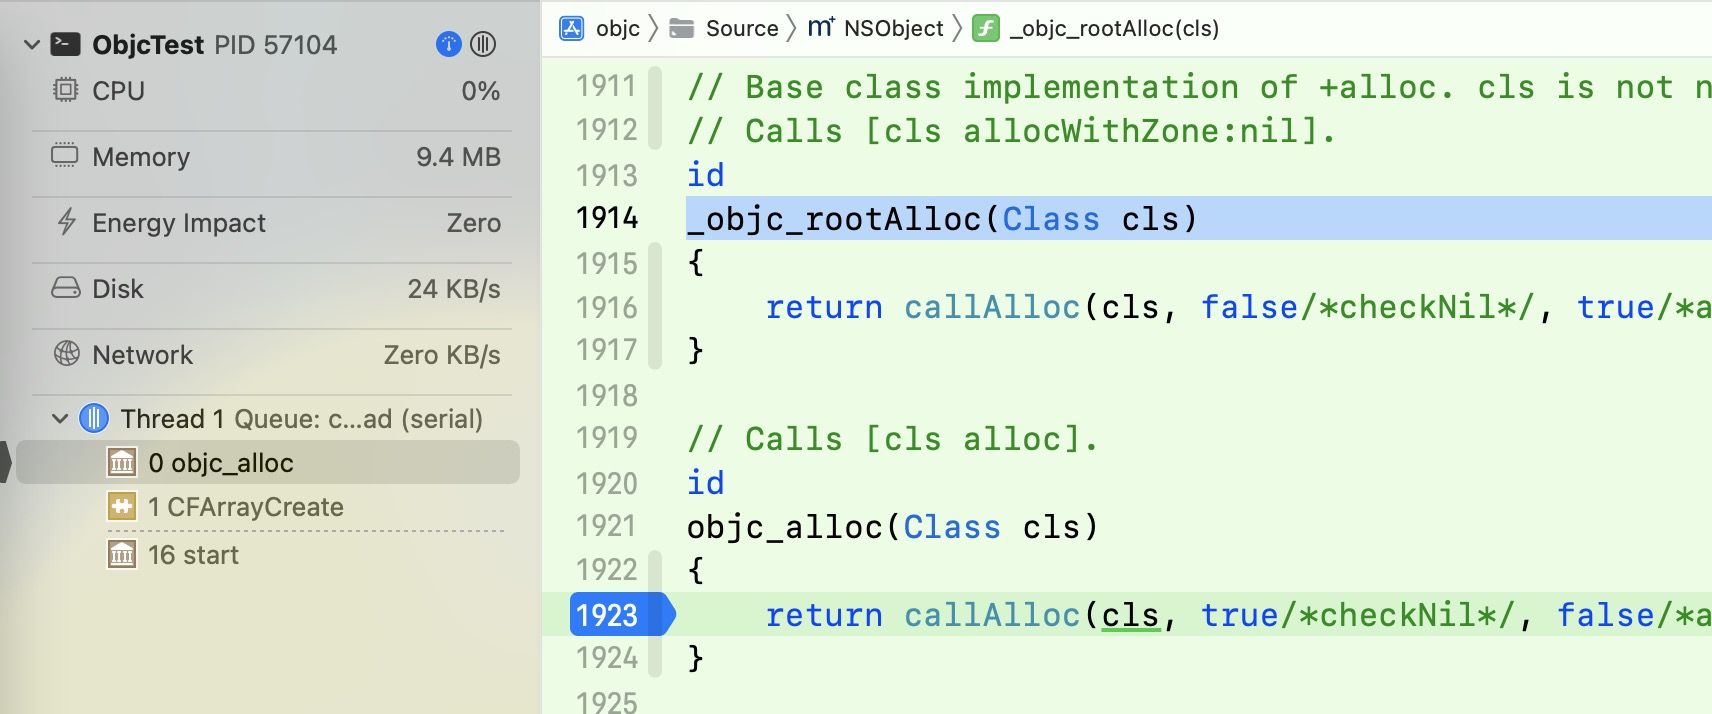 ObjcTest PID 57104
CPU 0%
Memory 9.4 MB
Energy Impact Zero
Disk 24 KB/s
Network Zero KB/s
Thread 1 Queue: c...ad (serial)
0 objc_alloc
1 CFArrayCreate
16 start
objc Source NSObject _objc_rootAlloc(cls)
1911 // Base class implementation of +alloc. cls is not n
1912 // Calls [cls allocWithZone:nil].
1913 id
1914 _objc_rootAlloc(Class cls)
1915 {
1916 return callAlloc(cls, false/*checkNil*/, true/*a
1917 }
1918
1919 // Calls [cls alloc].
1920 id
1921 objc_alloc(Class cls)
1922 {
1923 return callAlloc(cls, true/*checkNil*/, false/*a
1924 }
1925